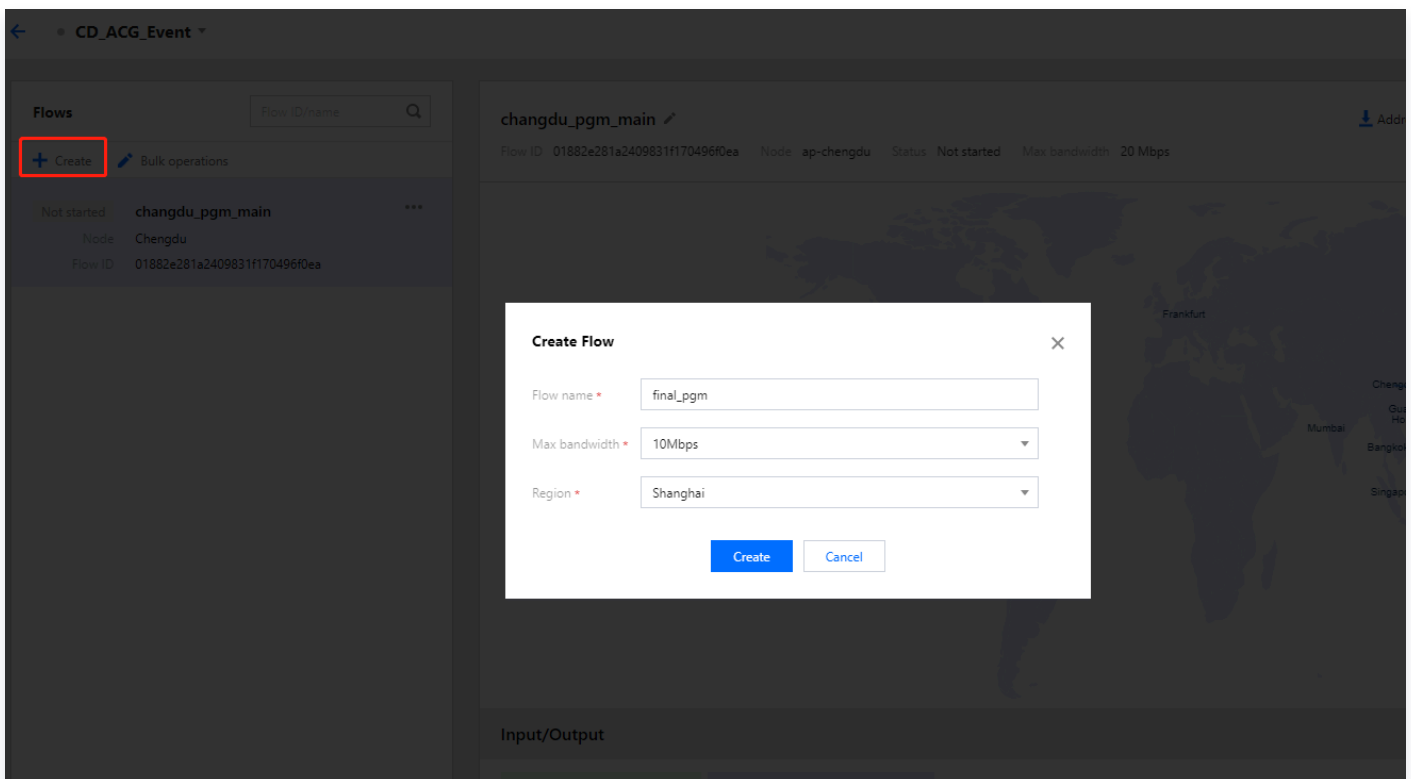 CD_ACG_Event
Flows
Flow ID/name
Create
Bulk operations
Not started changdu_pgm_main
Node Chengdu
Flow ID 01882e281a2409831f170496f0ea
changdu_pgm_main
Flow ID 01882e281a2409831f170496f0ea Node ap-chengdu Status Not started Max bandwidth 20 Mbps
Frankfurt
Mumbai
Create Flow
Flow name * final_pgm
Max bandwidth * 10Mbps
Region * Shanghai
Create Cancel
Input/Output